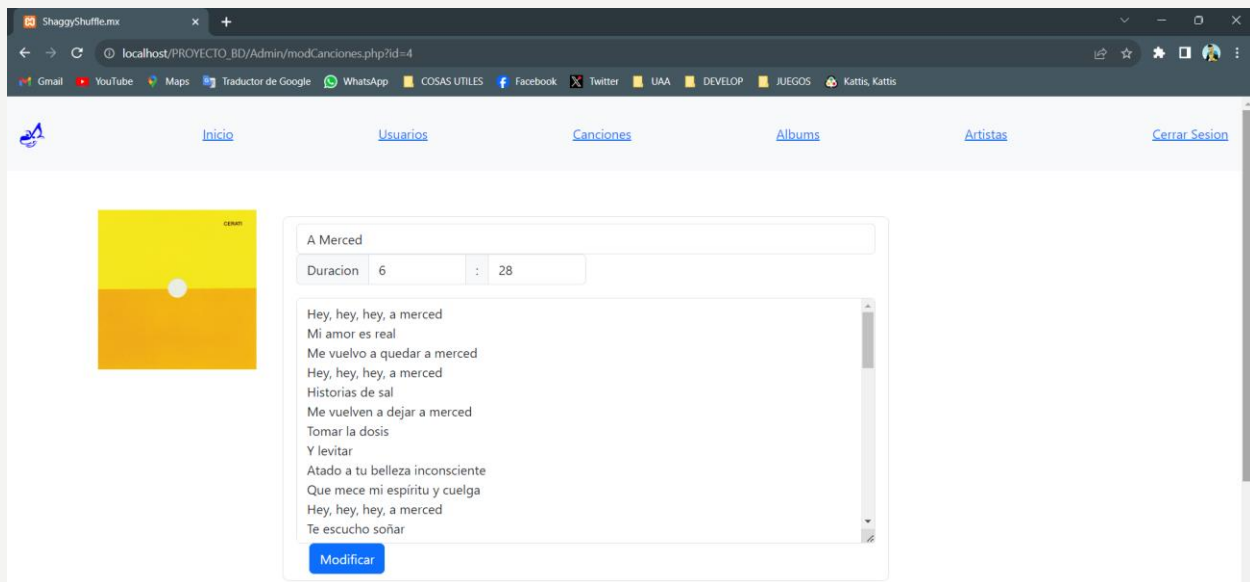 ShaggyShuffle.mx
localhost/PROYECTO_BD/Admin/modCanciones.php?id=4
Gmail YouTube Maps Traductor de Google WhatsApp COSAS UTILES Facebook Twitter UAA DEVELOP JUEGOS Kattis, Kattis
Inicio Usuarios Canciones Albums Artistas Cerrar Sesion
CERATI
A Merced
Duracion 6 : 28
Hey, hey, hey, a merced
Mi amor es real
Me vuelvo a quedar a merced
Hey, hey, hey, a merced
Historias de sal
Me vuelven a dejar a merced
Tomar la dosis
Y levitar
Atado a tu belleza inconsciente
Que mece mi espíritu y cuelga
Hey, hey, hey, a merced
Te escucho soñar
Modificar